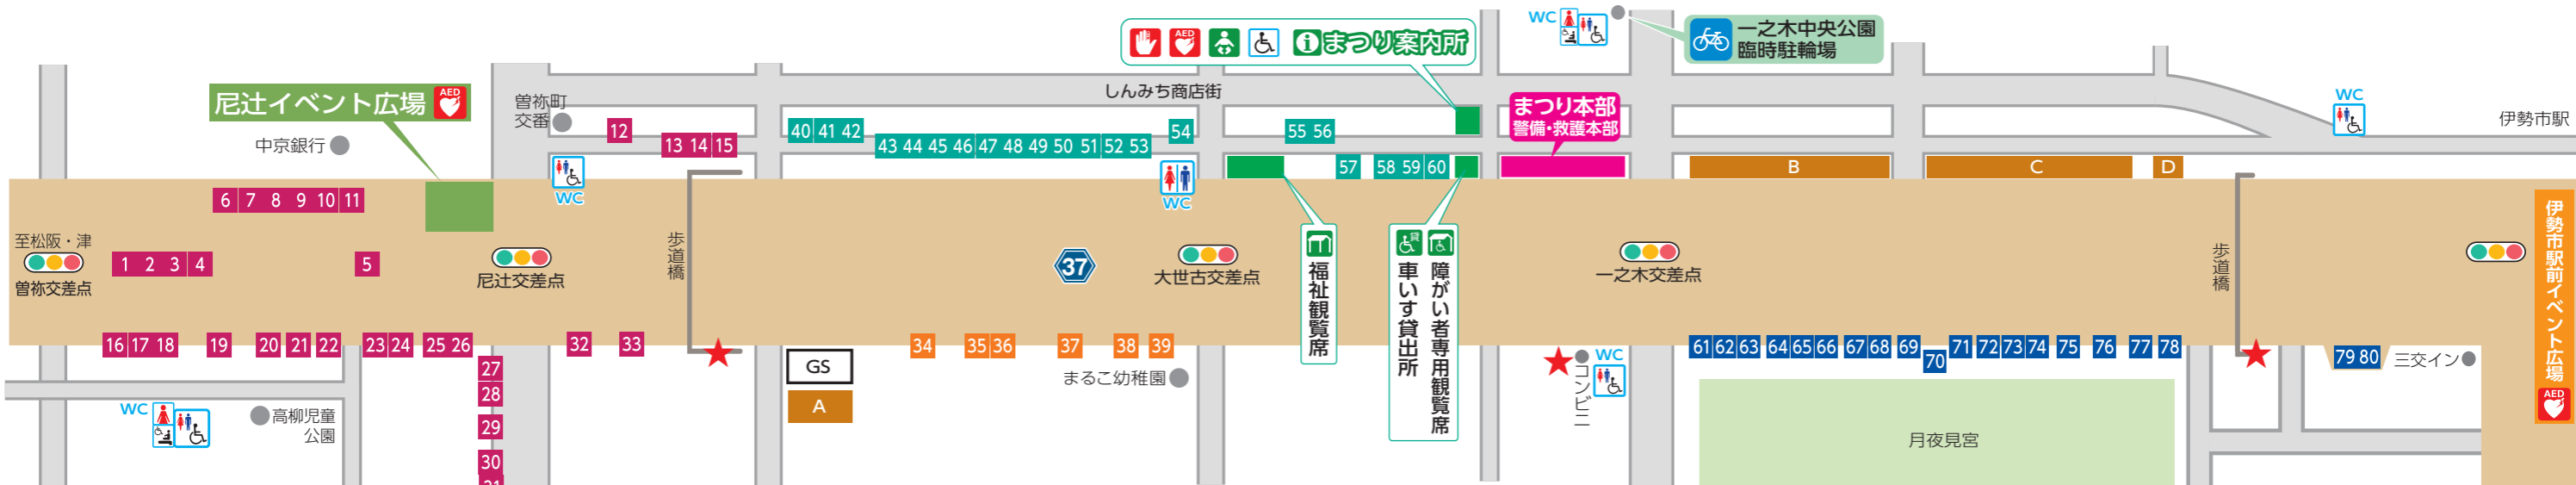 WC
一之木中央公園
臨時駐輪場
AED
まつり案内所
尼辻イベント広場
AED
曽祢町
交番
しんみち商店街
まつり本部
警備・救護本部
WC
伊勢市駅
中京銀行
12
13 14 15
40 41 42
43 44 45 46 47 48 49 50 51 52 53
54
55 56
57
58 59 60
B
C
D
WC
WC
6 7 8 9 10 11
至松阪・津
曽祢交差点
1 2 3 4
5
尼辻交差点
歩道橋
37
大世古交差点
福祉観覧席
貸
車いす貸出所
障がい者専用観覧席
一之木交差点
歩道橋
伊勢市駅前イベント広場
AED
16 17 18
19
20
21
22
23 24
25 26
27
28
29
30
31
32
33
34
35 36
37
38
39
GS
A
まるこ幼稚園
コンビニ
WC
61 62 63
64 65 66
67 68
69
70
71
72 73 74
75
76
77
78
79 80
三交イン
WC
高柳児童
公園
月夜見宮